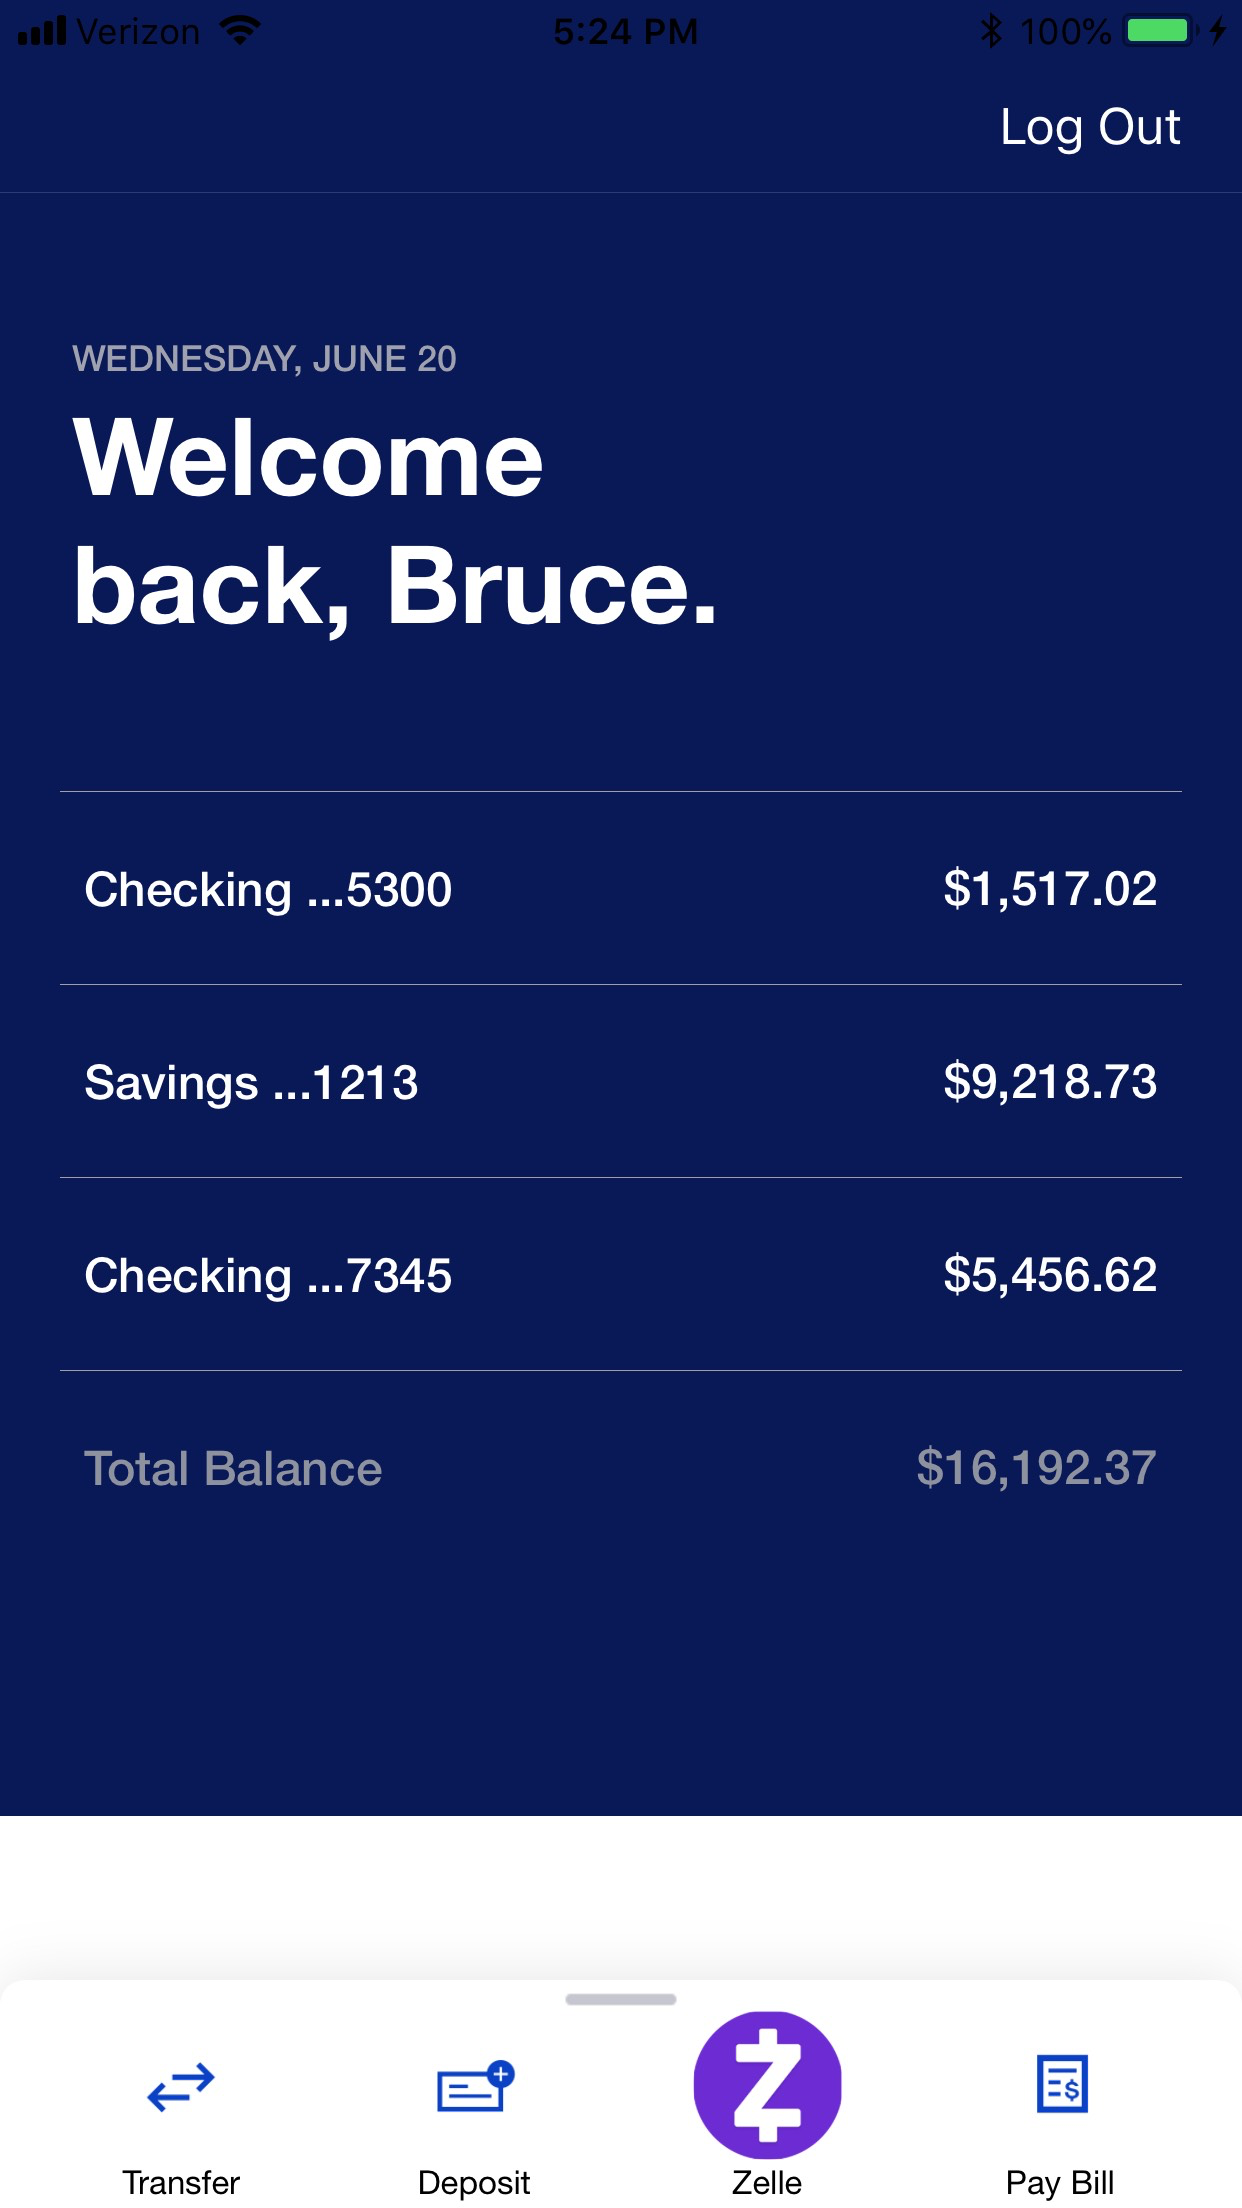 Verizon 5:24 PM 100%
Log Out
WEDNESDAY, JUNE 20
Welcome
back, Bruce.
Checking ...5300 $1,517.02
Savings ...1213 $9,218.73
Checking ...7345 $5,456.62
Total Balance $16,192.37
Transfer Deposit Zelle Pay Bill